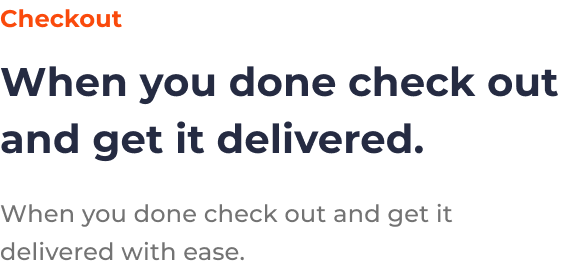 Checkout
When you done check out
and get it delivered.
When you done check out and get it
delivered with ease.